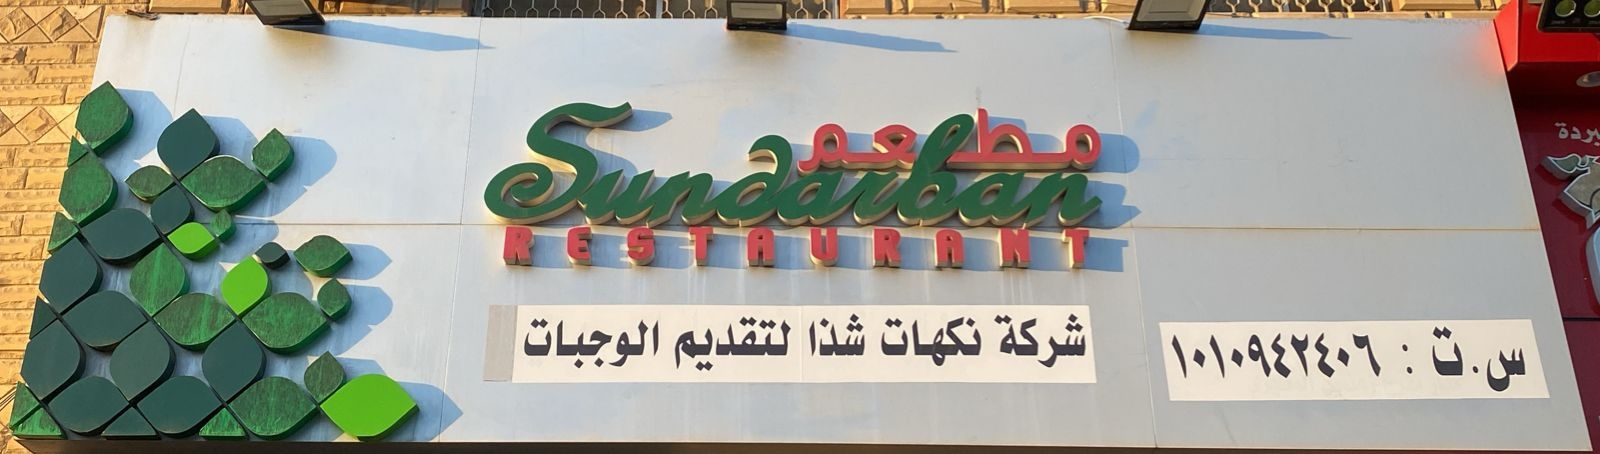 مطعم
Sundarban
RESTAURANT
شركة نكهات شذا لتقديم الوجبات
س.ت : ١٠١٠٩٤٢٤٠٦